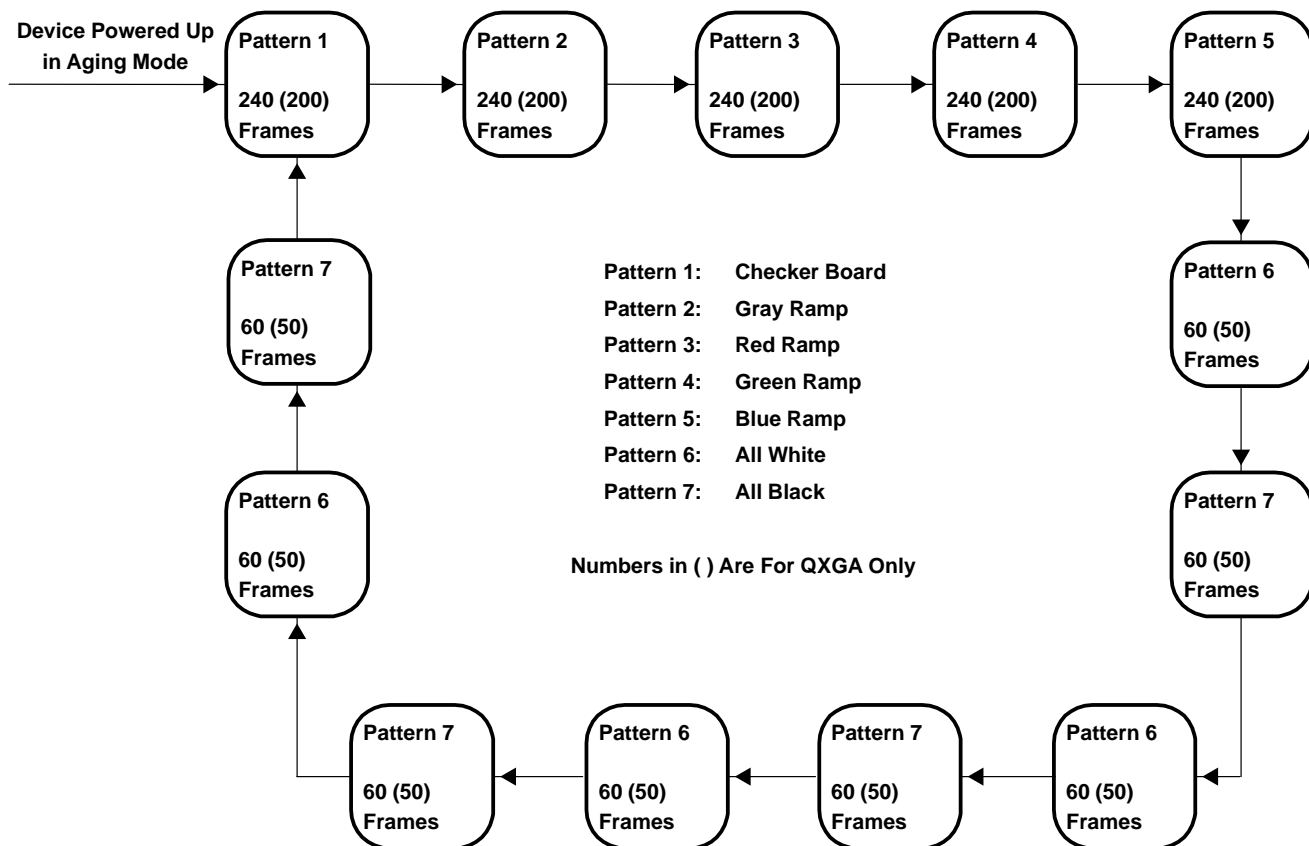 Device Powered Up
in Aging Mode
Pattern 1
240 (200)
Frames
Pattern 2
240 (200)
Frames
Pattern 3
240 (200)
Frames
Pattern 4
240 (200)
Frames
Pattern 5
240 (200)
Frames
Pattern 6
60 (50)
Frames
Pattern 7
60 (50)
Frames
Pattern 6
60 (50)
Frames
Pattern 7
60 (50)
Frames
Pattern 6
60 (50)
Frames
Pattern 7
60 (50)
Frames
Pattern 6
60 (50)
Frames
Pattern 7
60 (50)
Frames
Pattern 1: Checker Board
Pattern 2: Gray Ramp
Pattern 3: Red Ramp
Pattern 4: Green Ramp
Pattern 5: Blue Ramp
Pattern 6: All White
Pattern 7: All Black
Numbers in ( ) Are For QXGA Only